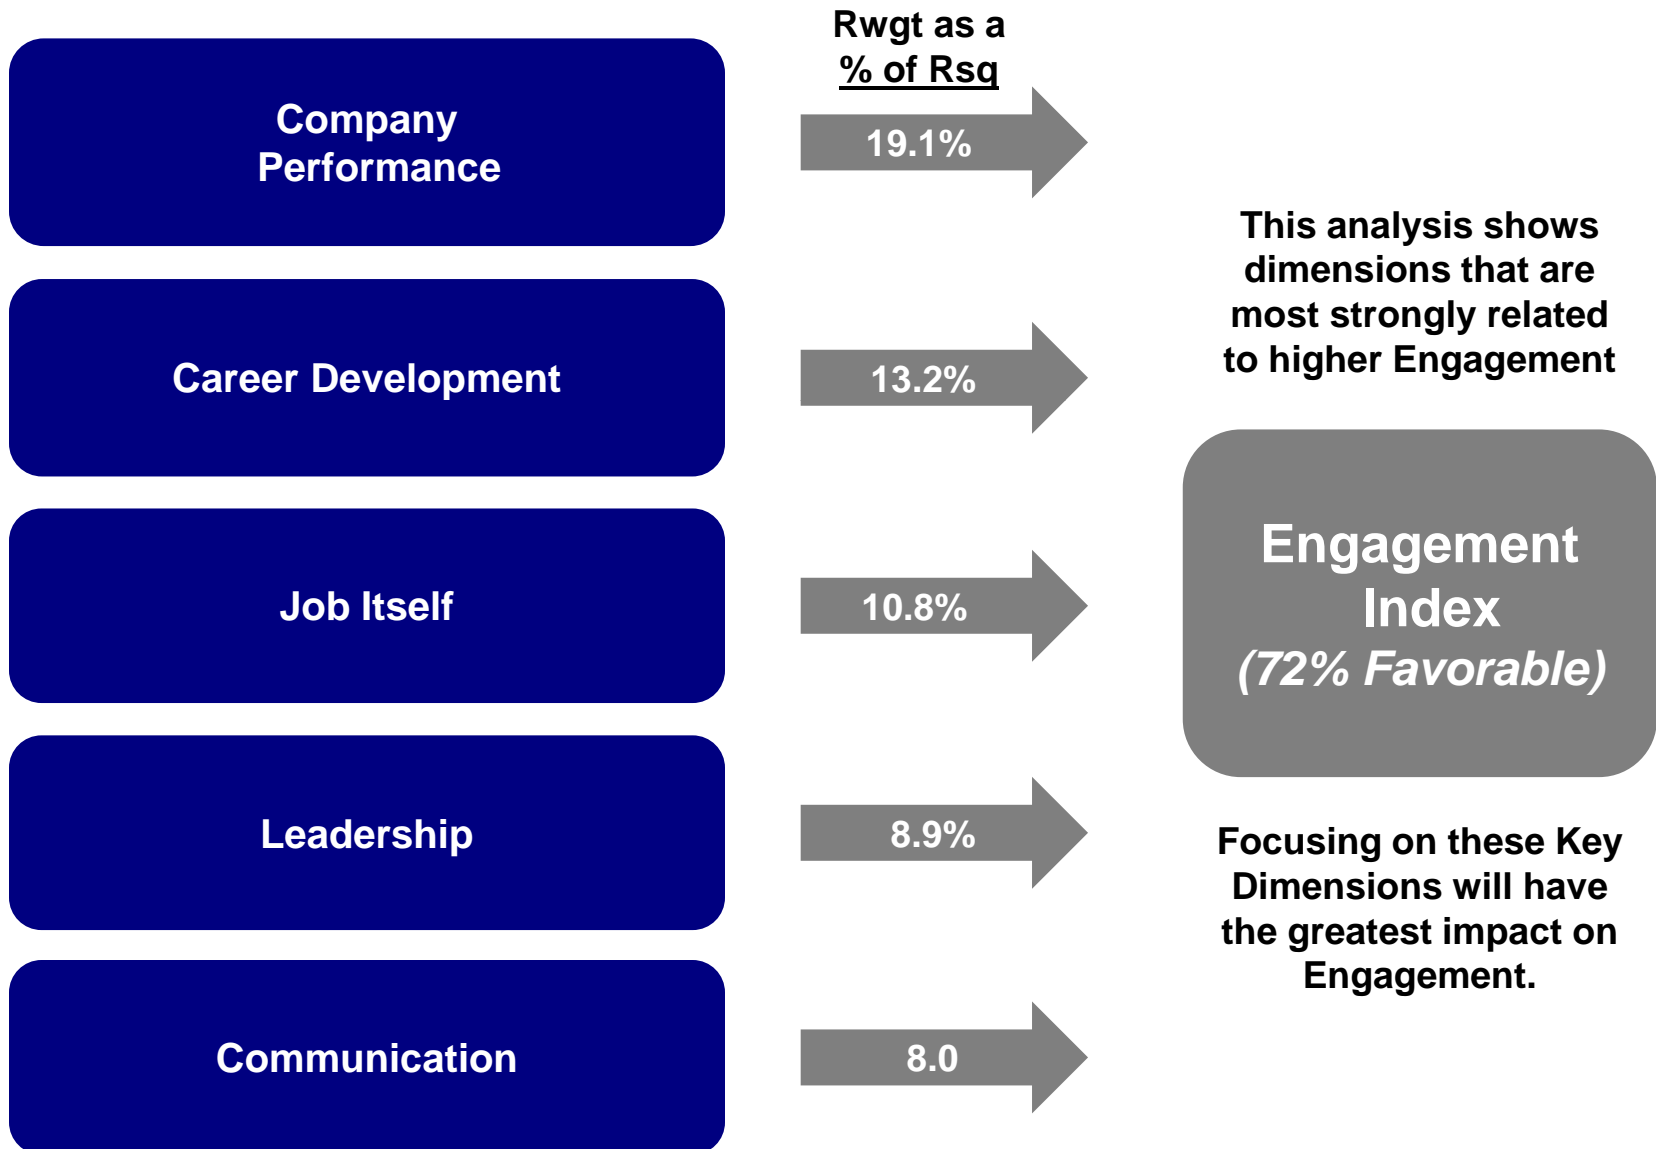 Rwgt as a
% of Rsq
Company
Performance
19.1%
Career Development
13.2%
Job Itself
10.8%
Leadership
8.9%
Communication
8.0
This analysis shows
dimensions that are
most strongly related
to higher Engagement
Engagement
Index
(72% Favorable)
Focusing on these Key
Dimensions will have
the greatest impact on
Engagement.